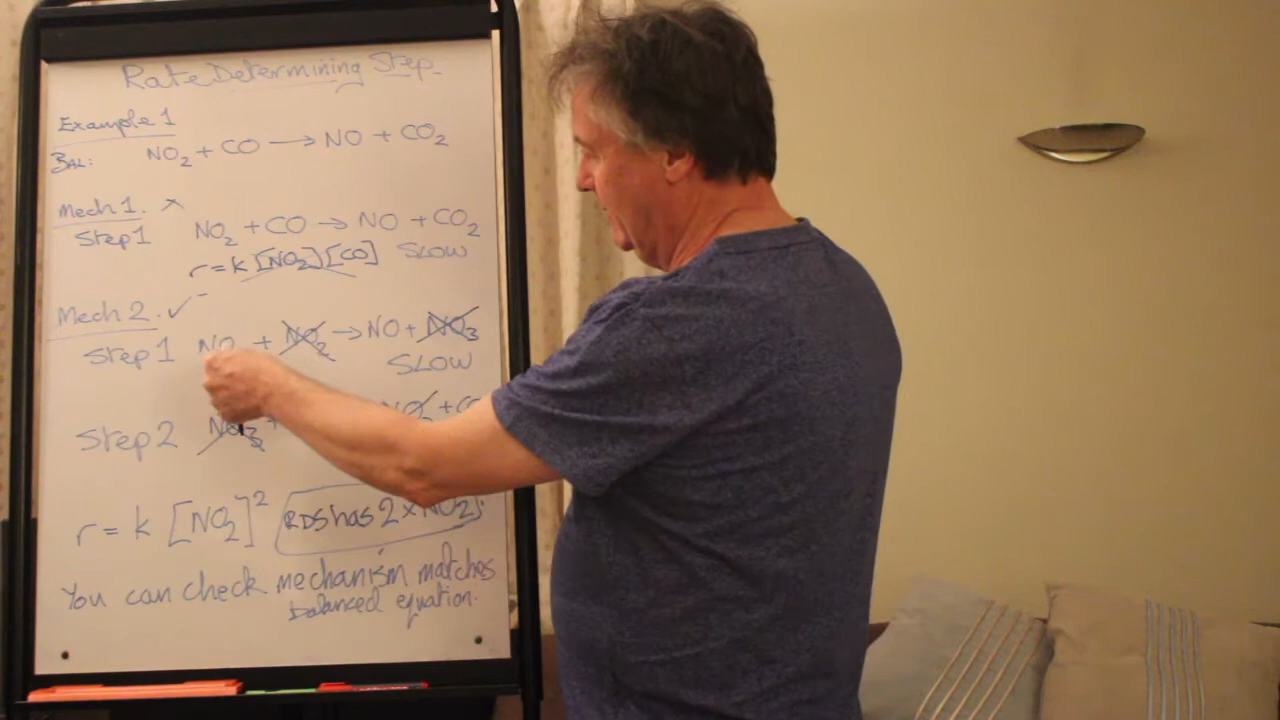 Rate Determining Step
Example 1
BAL: NO2 + CO → NO + CO2
Mech 1. ×
Step 1 NO2 + CO → NO + CO2
r = k [NO2] [CO] SLOW
Mech 2. ✓
Step 1 NO + NO2 → NO + NO3
SLOW
Step 2 NO3 + NO2 +
r = k [NO2]² RDS has 2 × NO2.
You can check mechanism matches
balanced equation.